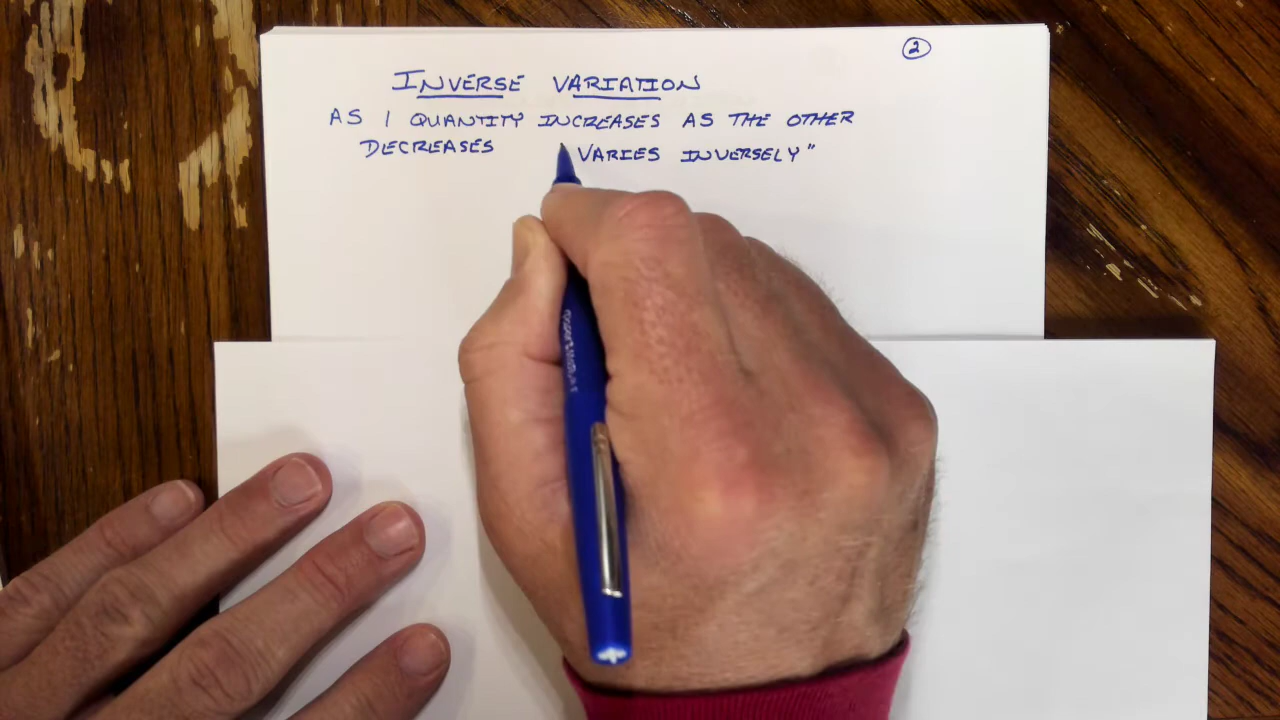 ②
INVERSE VARIATION
AS 1 QUANTITY INCREASES AS THE OTHER
DECREASES VARIES INVERSELY"